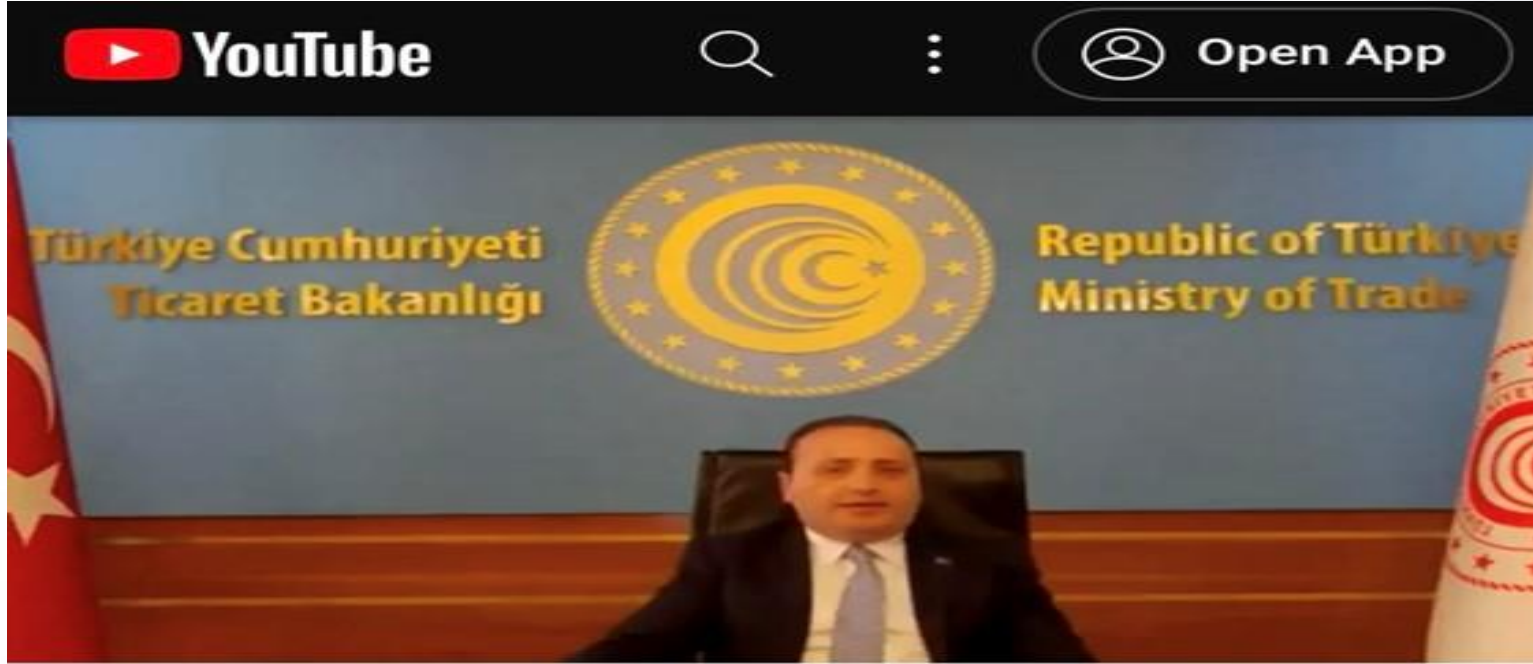 YouTube
Open App
Türkiye Cumhuriyeti
Ticaret Bakanlığı
Republic of Türkiye
Ministry of Trade